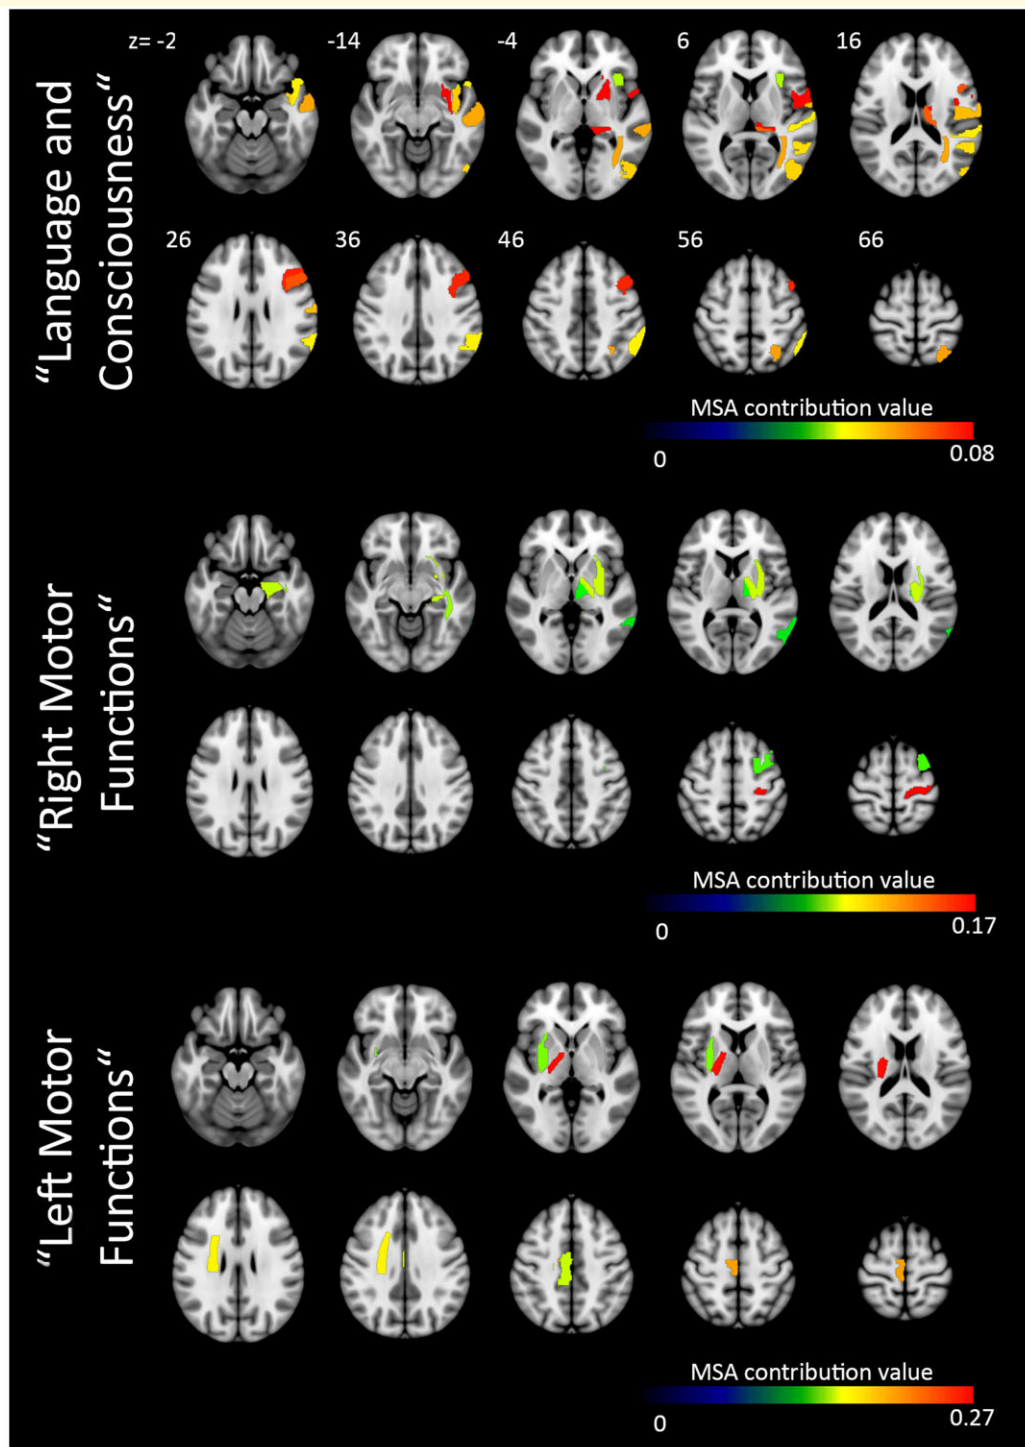 “Language and
Consciousness“
z= -2 -14 -4 6 16
26 36 46 56 66
MSA contribution value
0 0.08
“Right Motor
Functions“
MSA contribution value
0 0.17
“Left Motor
Functions“
MSA contribution value
0 0.27